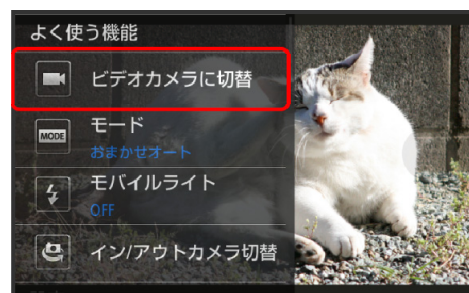 よく使う機能
ビデオカメラに切替
MODE
モード
おまかせオート
モバイルライト
OFF
イン/アウトカメラ切替